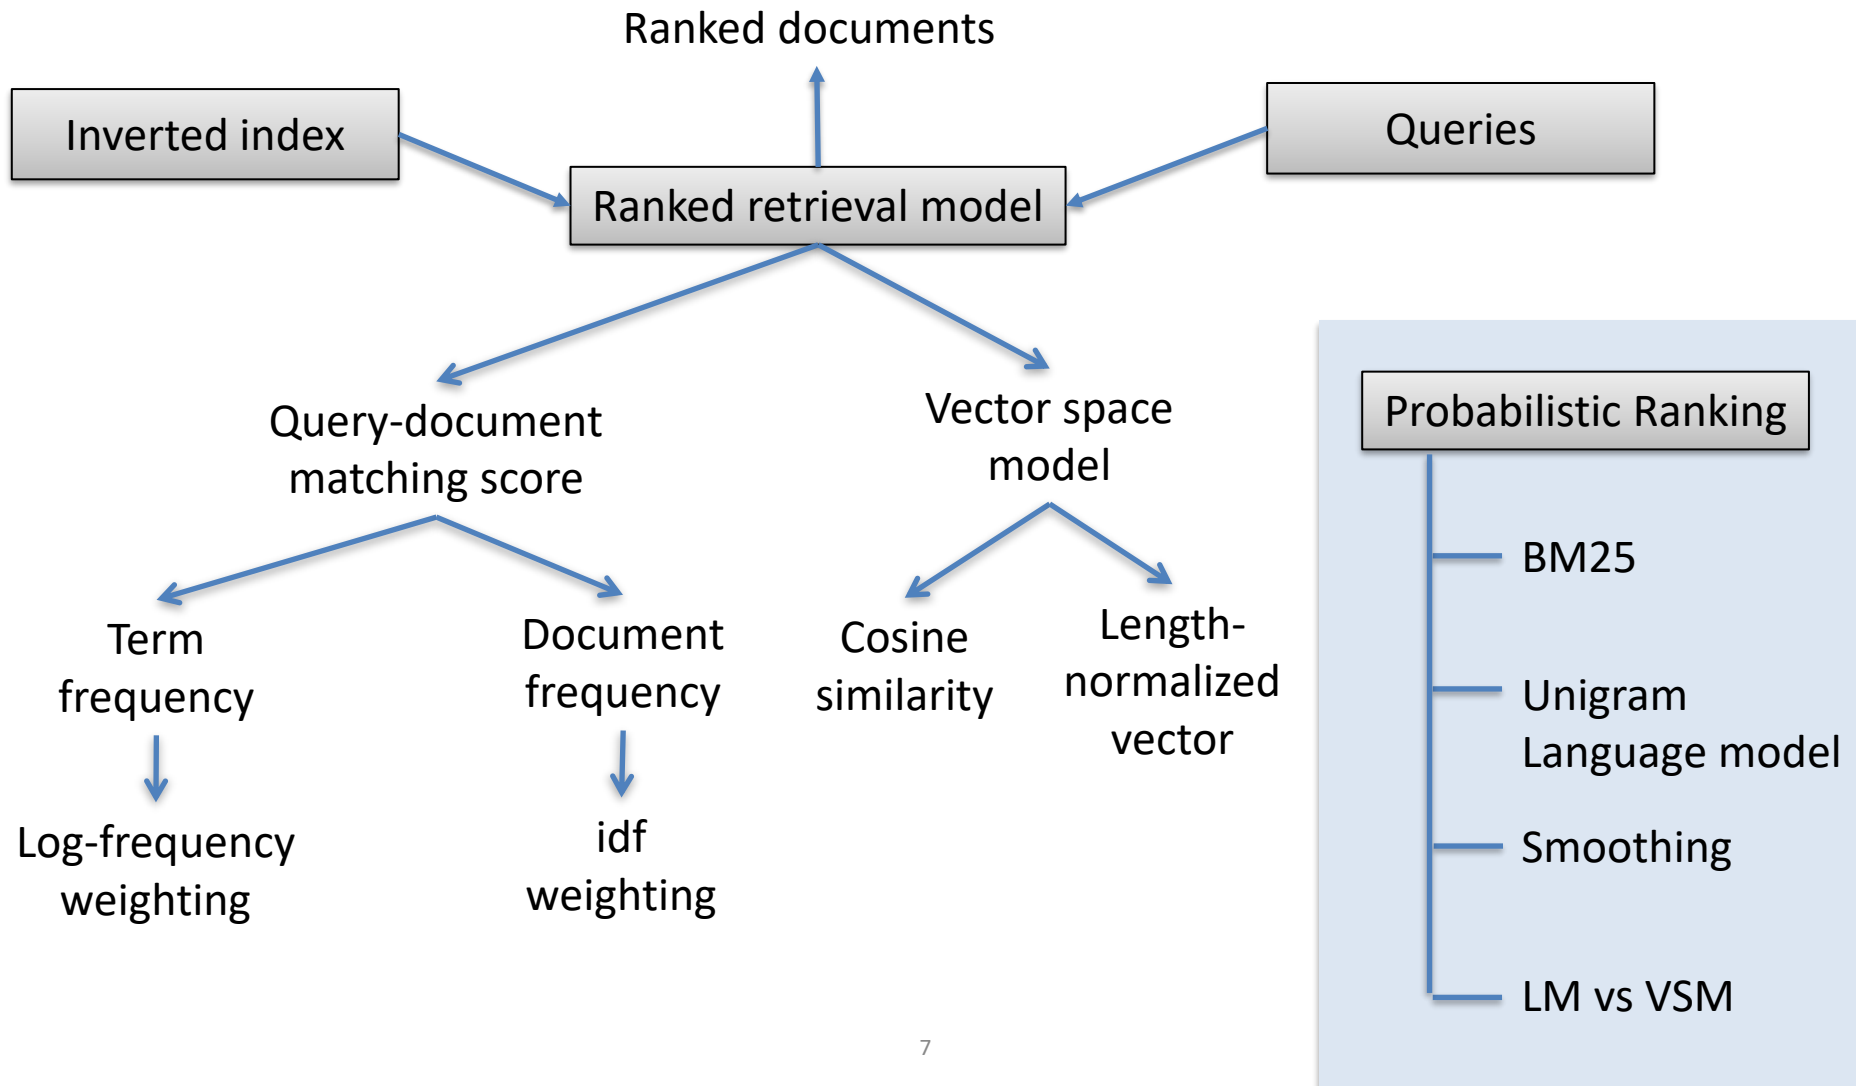 Ranked documents
Inverted index
Queries
Ranked retrieval model
Query-document
matching score
Vector space
model
Term
frequency
Document
frequency
Cosine
similarity
Length-
normalized
vector
Log-frequency
weighting
idf
weighting
Probabilistic Ranking
BM25
Unigram
Language model
Smoothing
LM vs VSM
7